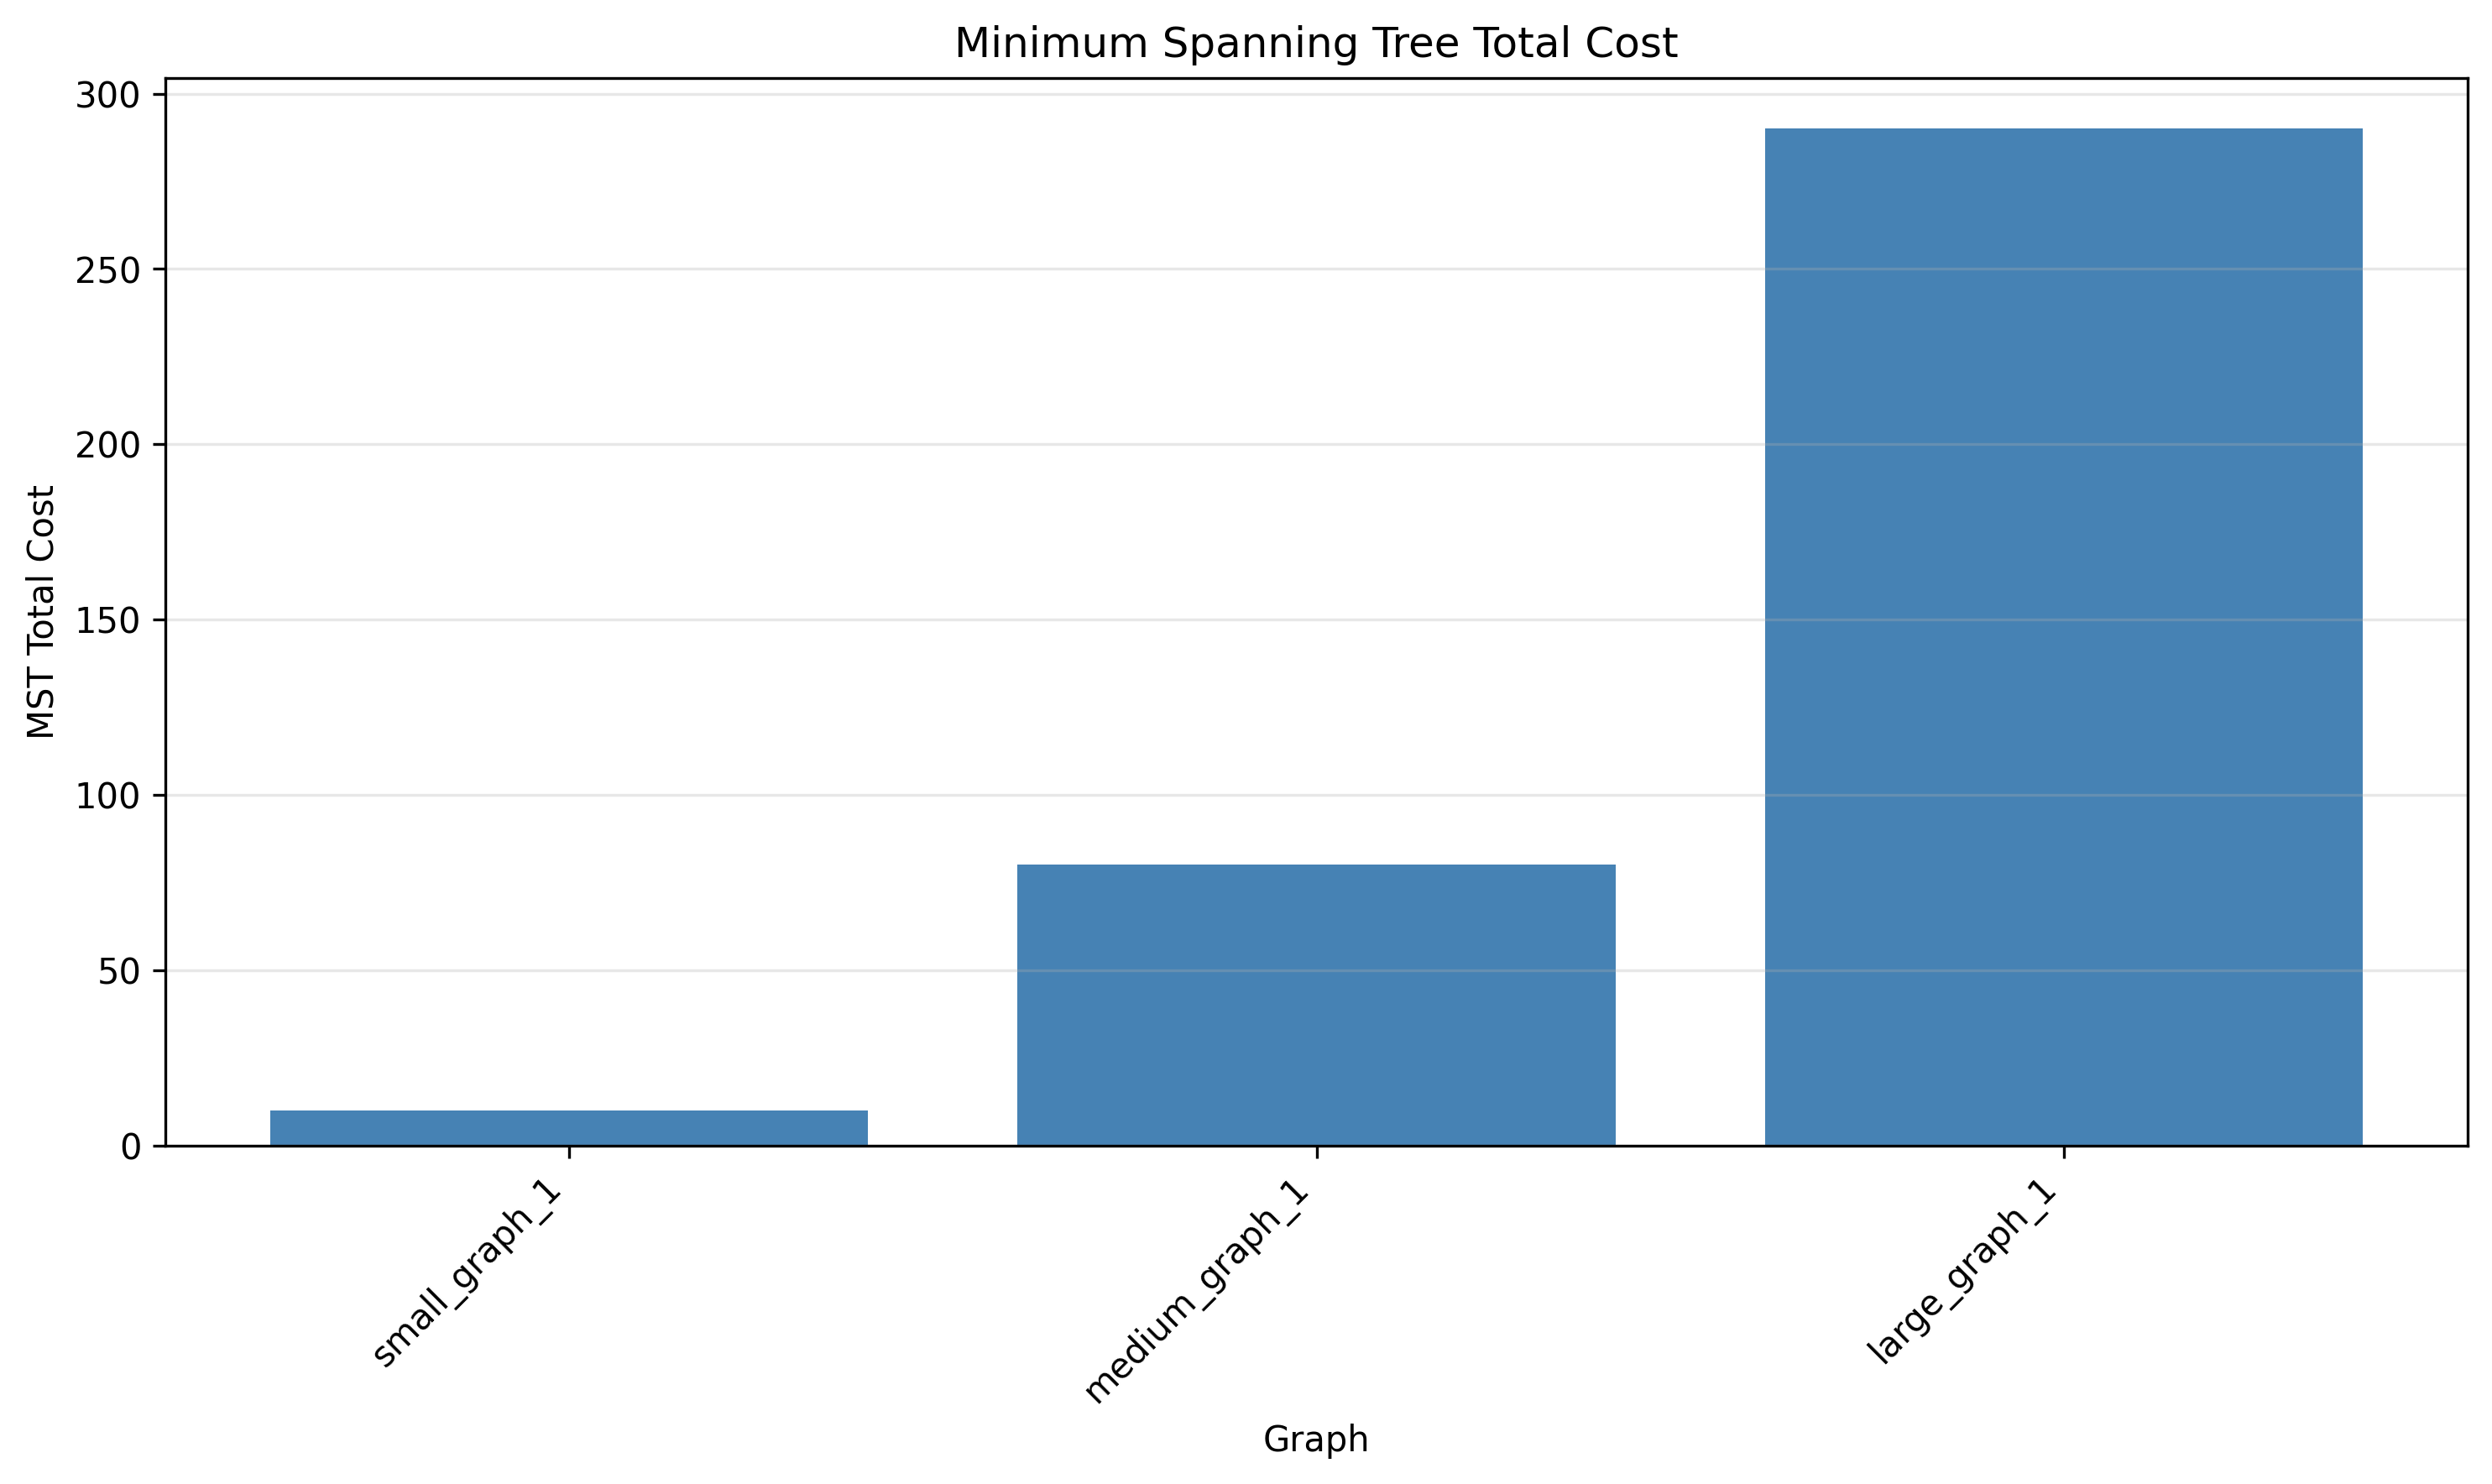 Minimum Spanning Tree Total Cost
MST Total Cost
300
250
200
150
100
50
0
small_graph_1
medium_graph_1
large_graph_1
Graph